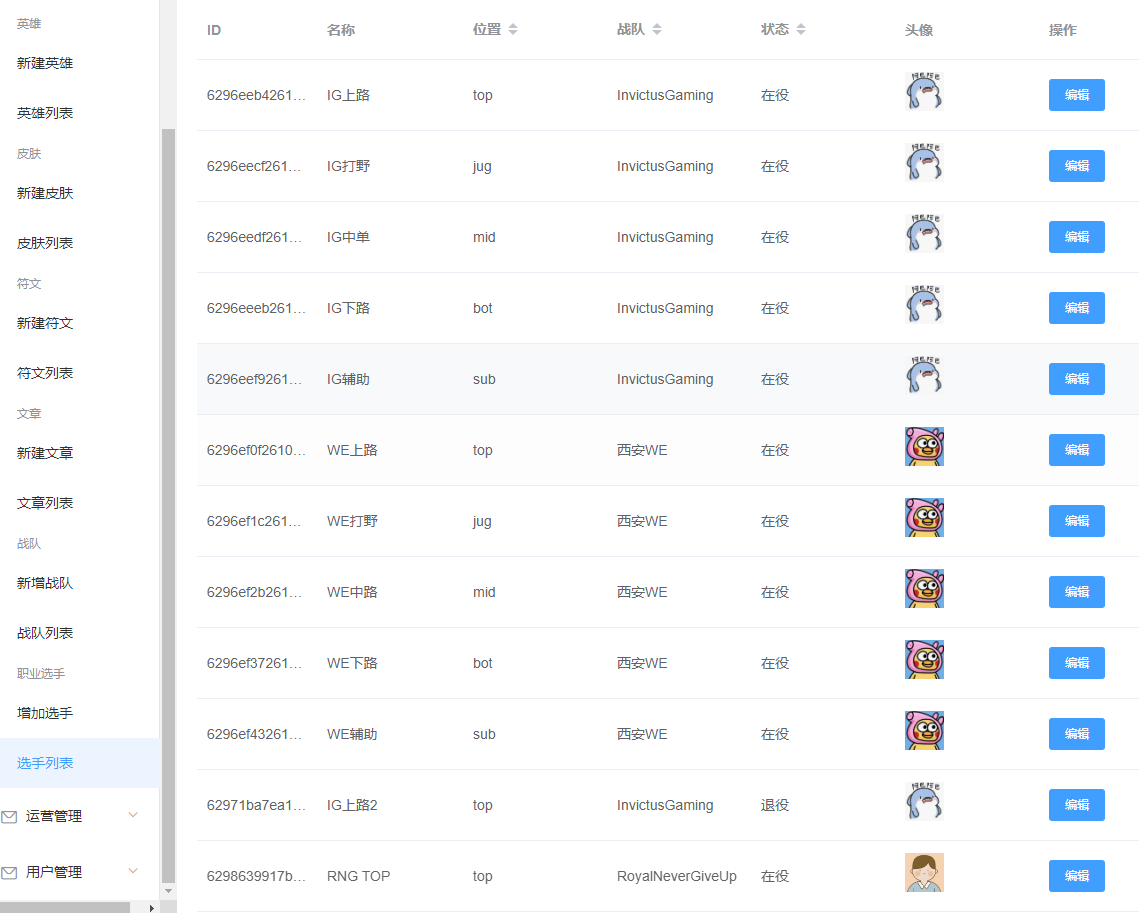 英雄
新建英雄
英雄列表
皮肤
新建皮肤
皮肤列表
符文
新建符文
符文列表
文章
新建文章
文章列表
战队
新增战队
战队列表
职业选手
增加选手
选手列表
运营管理
用户管理
ID 名称 位置 战队 状态 头像 操作
6296eeb4261... IG上路 top InvictusGaming 在役 编辑
6296eecf261... IG打野 jug InvictusGaming 在役 编辑
6296eedf261... IG中单 mid InvictusGaming 在役 编辑
6296eeeb261... IG下路 bot InvictusGaming 在役 编辑
6296eef9261... IG辅助 sub InvictusGaming 在役 编辑
6296ef0f2610... WE上路 top 西安WE 在役 编辑
6296ef1c261... WE打野 jug 西安WE 在役 编辑
6296ef2b261... WE中路 mid 西安WE 在役 编辑
6296ef37261... WE下路 bot 西安WE 在役 编辑
6296ef43261... WE辅助 sub 西安WE 在役 编辑
62971ba7ea1... IG上路2 top InvictusGaming 退役 编辑
6298639917b... RNG TOP top RoyalNeverGiveUp 在役 编辑